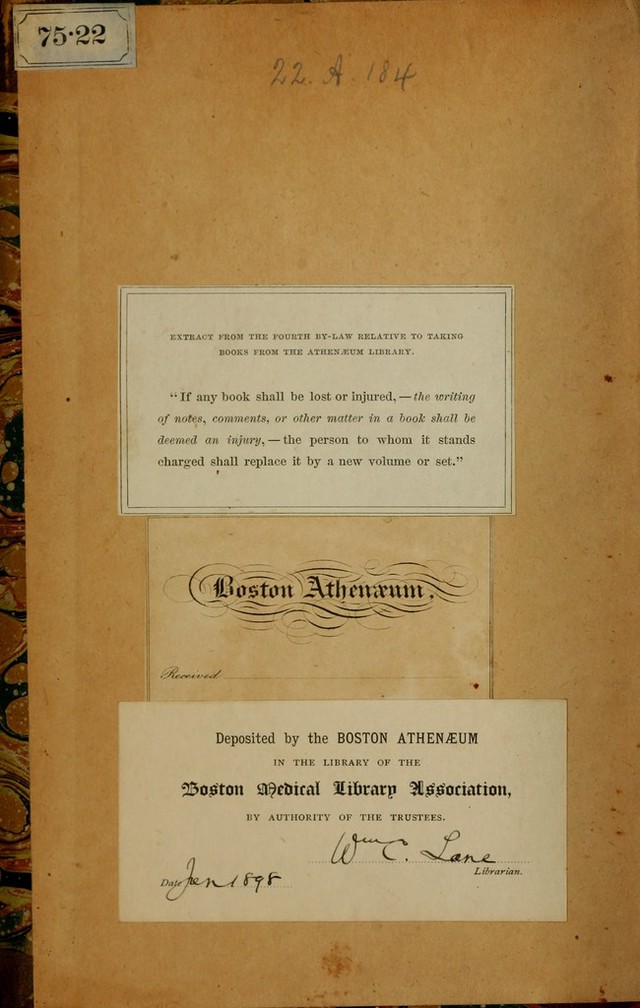 75·22
22. A. 184
EXTRACT FROM THE FOURTH BY-LAW RELATIVE TO TAKING
BOOKS FROM THE ATHENÆUM LIBRARY.
"If any book shall be lost or injured, — the writing
of notes, comments, or other matter in a book shall be
deemed an injury, — the person to whom it stands
charged shall replace it by a new volume or set."
Boston Athenæum.
Received
Deposited by the BOSTON ATHENÆUM
IN THE LIBRARY OF THE
Boston Medical Library Association,
BY AUTHORITY OF THE TRUSTEES.
Wm C. Lane
Librarian.
Date Jan 1898